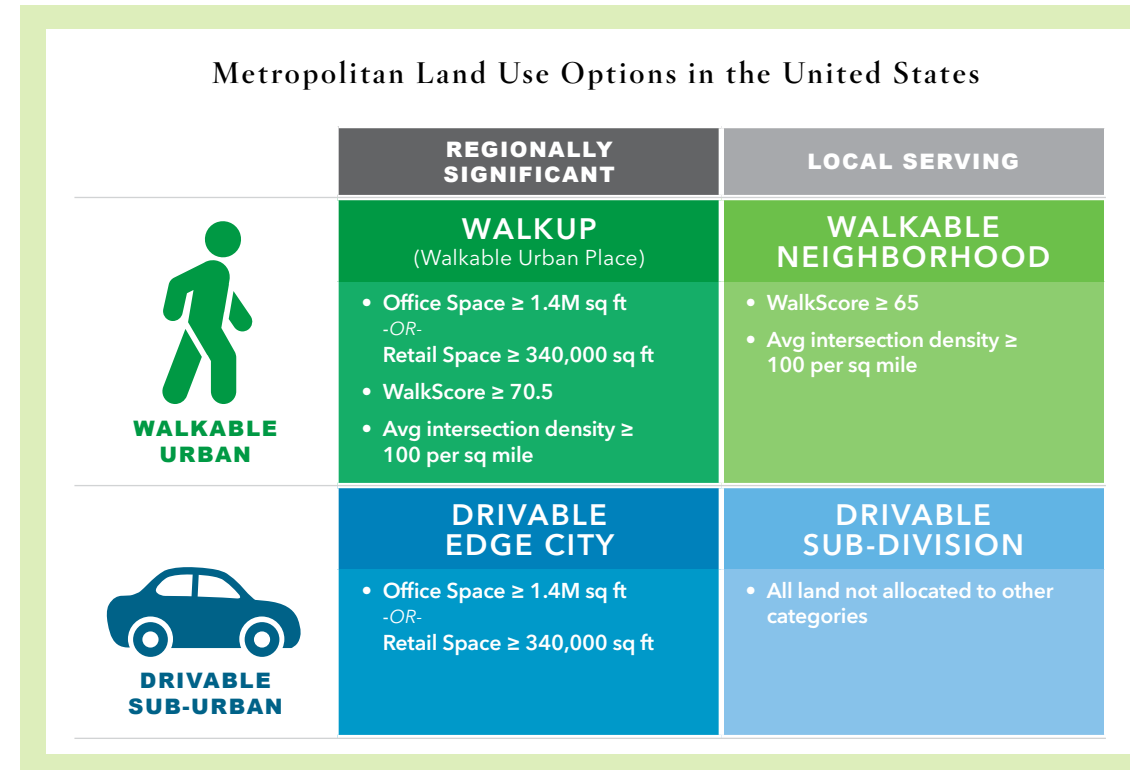 Metropolitan Land Use Options in the United States
REGIONALLY
SIGNIFICANT
LOCAL SERVING
WALKABLE
URBAN
WALKUP
(Walkable Urban Place)
• Office Space ≥ 1.4M sq ft
-OR-
Retail Space ≥ 340,000 sq ft
• WalkScore ≥ 70.5
• Avg intersection density ≥
100 per sq mile
WALKABLE
NEIGHBORHOOD
• WalkScore ≥ 65
• Avg intersection density ≥
100 per sq mile
DRIVABLE
SUB-URBAN
DRIVABLE
EDGE CITY
• Office Space ≥ 1.4M sq ft
-OR-
Retail Space ≥ 340,000 sq ft
DRIVABLE
SUB-DIVISION
• All land not allocated to other
categories